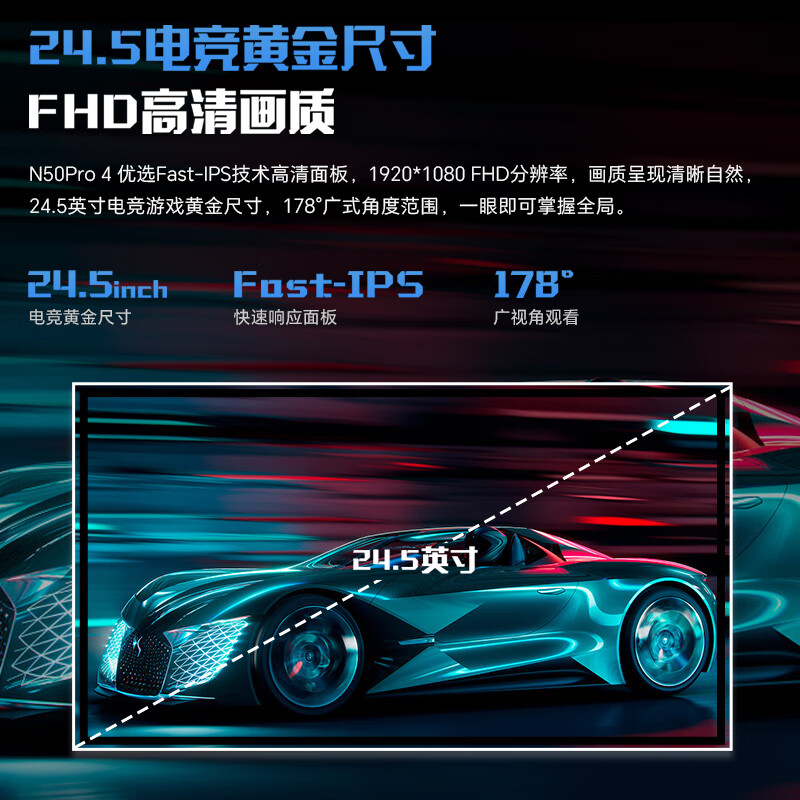 24.5电竞黄金尺寸
FHD高清画质
N50Pro 4 优选Fast-IPS技术高清面板，1920*1080 FHD分辨率，画质呈现清晰自然，
24.5英寸电竞游戏黄金尺寸，178°广式角度范围，一眼即可掌握全局。
24.5inch
Fast-IPS
178°
电竞黄金尺寸
快速响应面板
广视角观看
24.5英寸